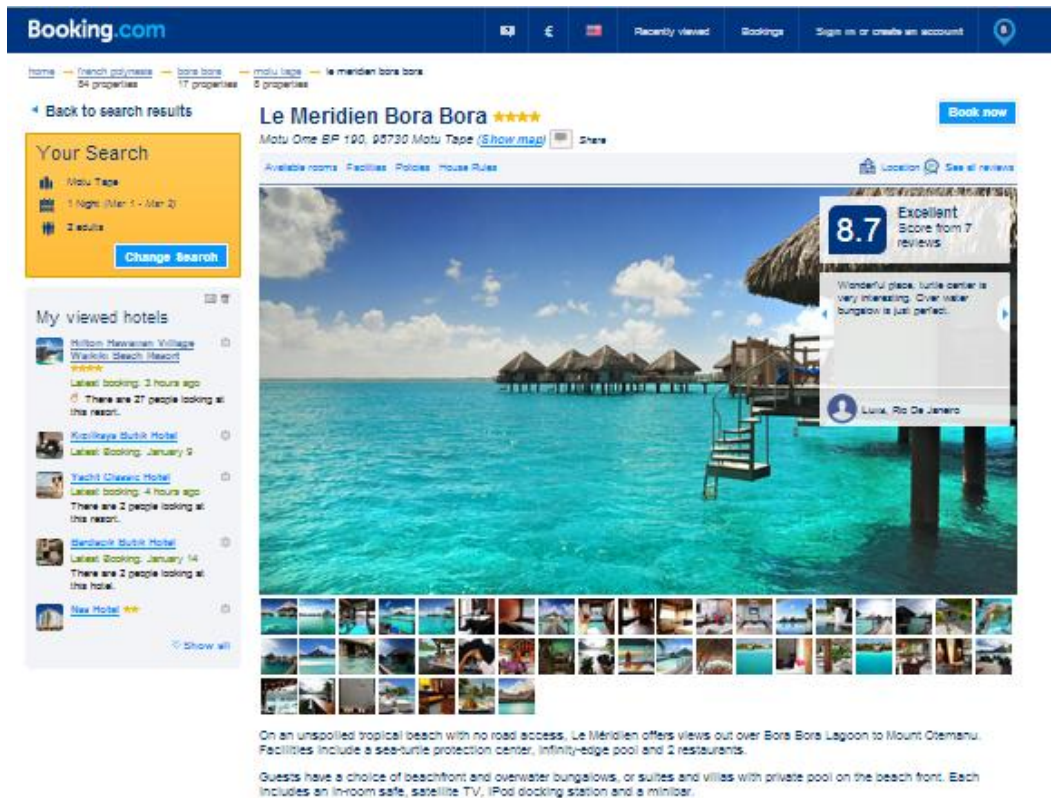 Booking.com
£
Recently viewed
Bookings
Sign in or create an account
home → french polynesia → bora bora → motu tape → le meridien bora bora
84 properties 17 properties 5 properties
Back to search results
Your Search
Motu Tape
1 Night (Mar 1 - Mar 2)
2 adults
Change Search
My viewed hotels
Hilton Hawaiian Village
Waikiki Beach Resort
Latest booking: 3 hours ago
There are 27 people looking at
this resort.
Butik Hotel
Latest Booking: January 9
Yacht Classic Hotel
Latest booking: 4 hours ago
There are 2 people looking at
this resort.
Bardacik Butik Hotel
Latest Booking: January 14
There are 2 people looking at
this hotel.
Hotel
Show all
Le Meridien Bora Bora
Book now
Motu Ome BP 190, 98730 Motu Tape (Show map)
Share
Available rooms Facilities Policies House Rules
Location
See all reviews
8.7
Excellent
Score from 7
reviews
Wonderful place, turtle center is
very interesting. Over water
bungalow is just perfect.
Rio De Janero
On an unspoiled tropical beach with no road access, Le Méridien offers views out over Bora Bora Lagoon to Mount Otemanu.
Facilities include a sea-turtle protection center, infinity-edge pool and 2 restaurants.
Guests have a choice of beachfront and overwater bungalows, or suites and villas with private pool on the beach front. Each
includes an in-room safe, satellite TV, iPod docking station and a minibar.